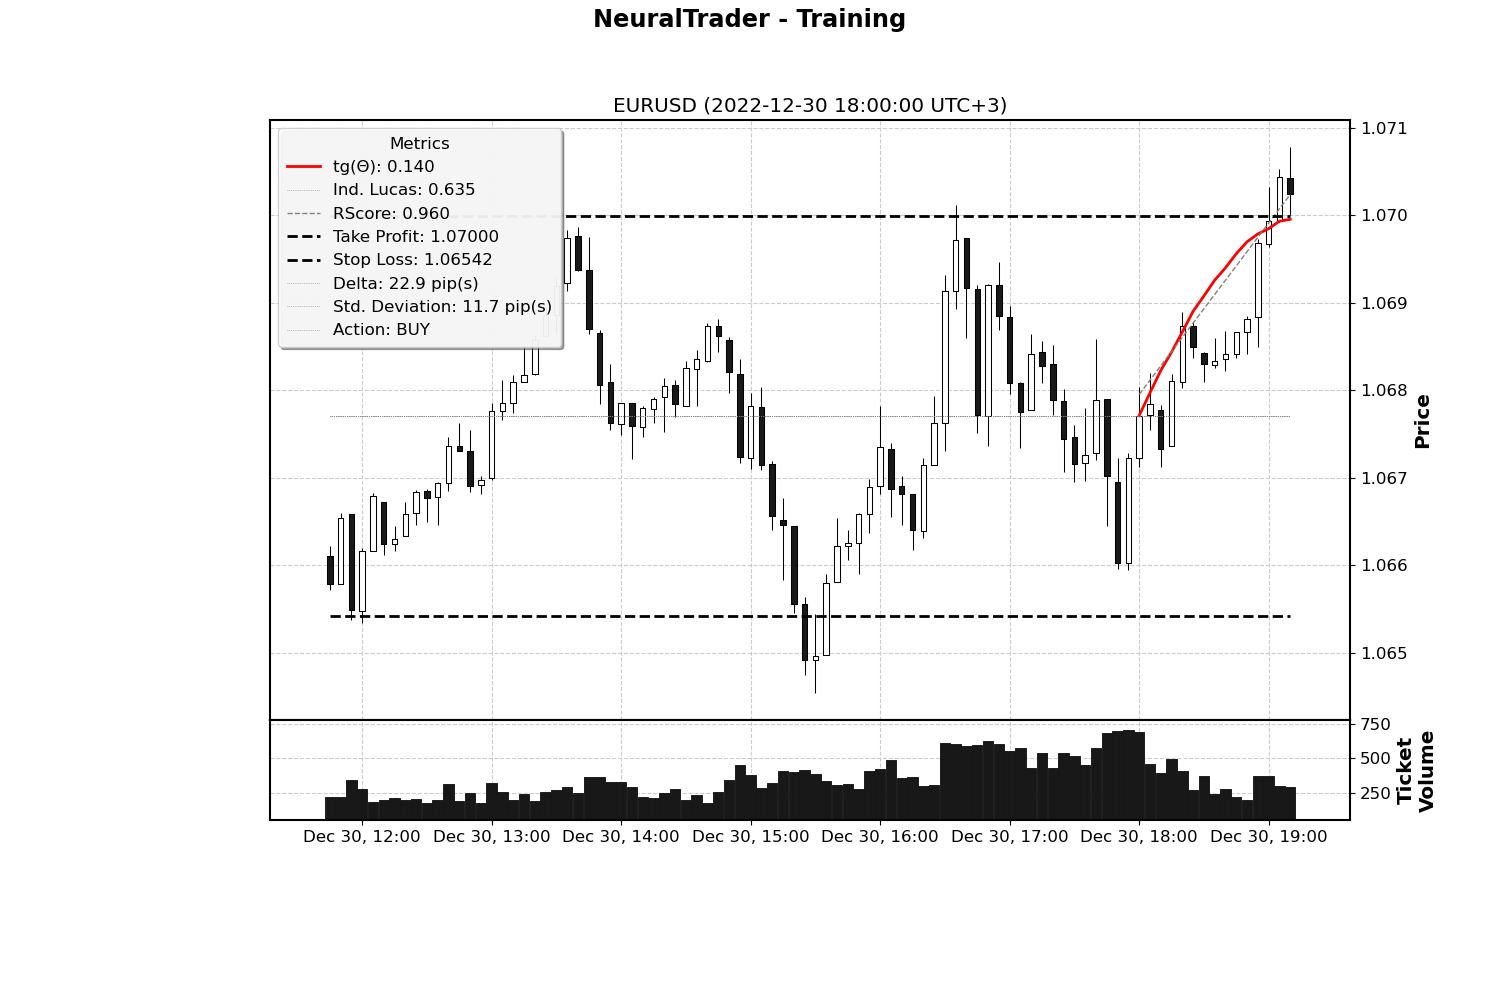 NeuralTrader - Training
EURUSD (2022-12-30 18:00:00 UTC+3)
Metrics
tg(Θ): 0.140
Ind. Lucas: 0.635
RScore: 0.960
Take Profit: 1.07000
Stop Loss: 1.06542
Delta: 22.9 pip(s)
Std. Deviation: 11.7 pip(s)
Action: BUY
1.071
1.070
1.069
1.068
1.067
1.066
1.065
Price
750
500
250
Ticket
Volume
Dec 30, 12:00 Dec 30, 13:00 Dec 30, 14:00 Dec 30, 15:00 Dec 30, 16:00 Dec 30, 17:00 Dec 30, 18:00 Dec 30, 19:00